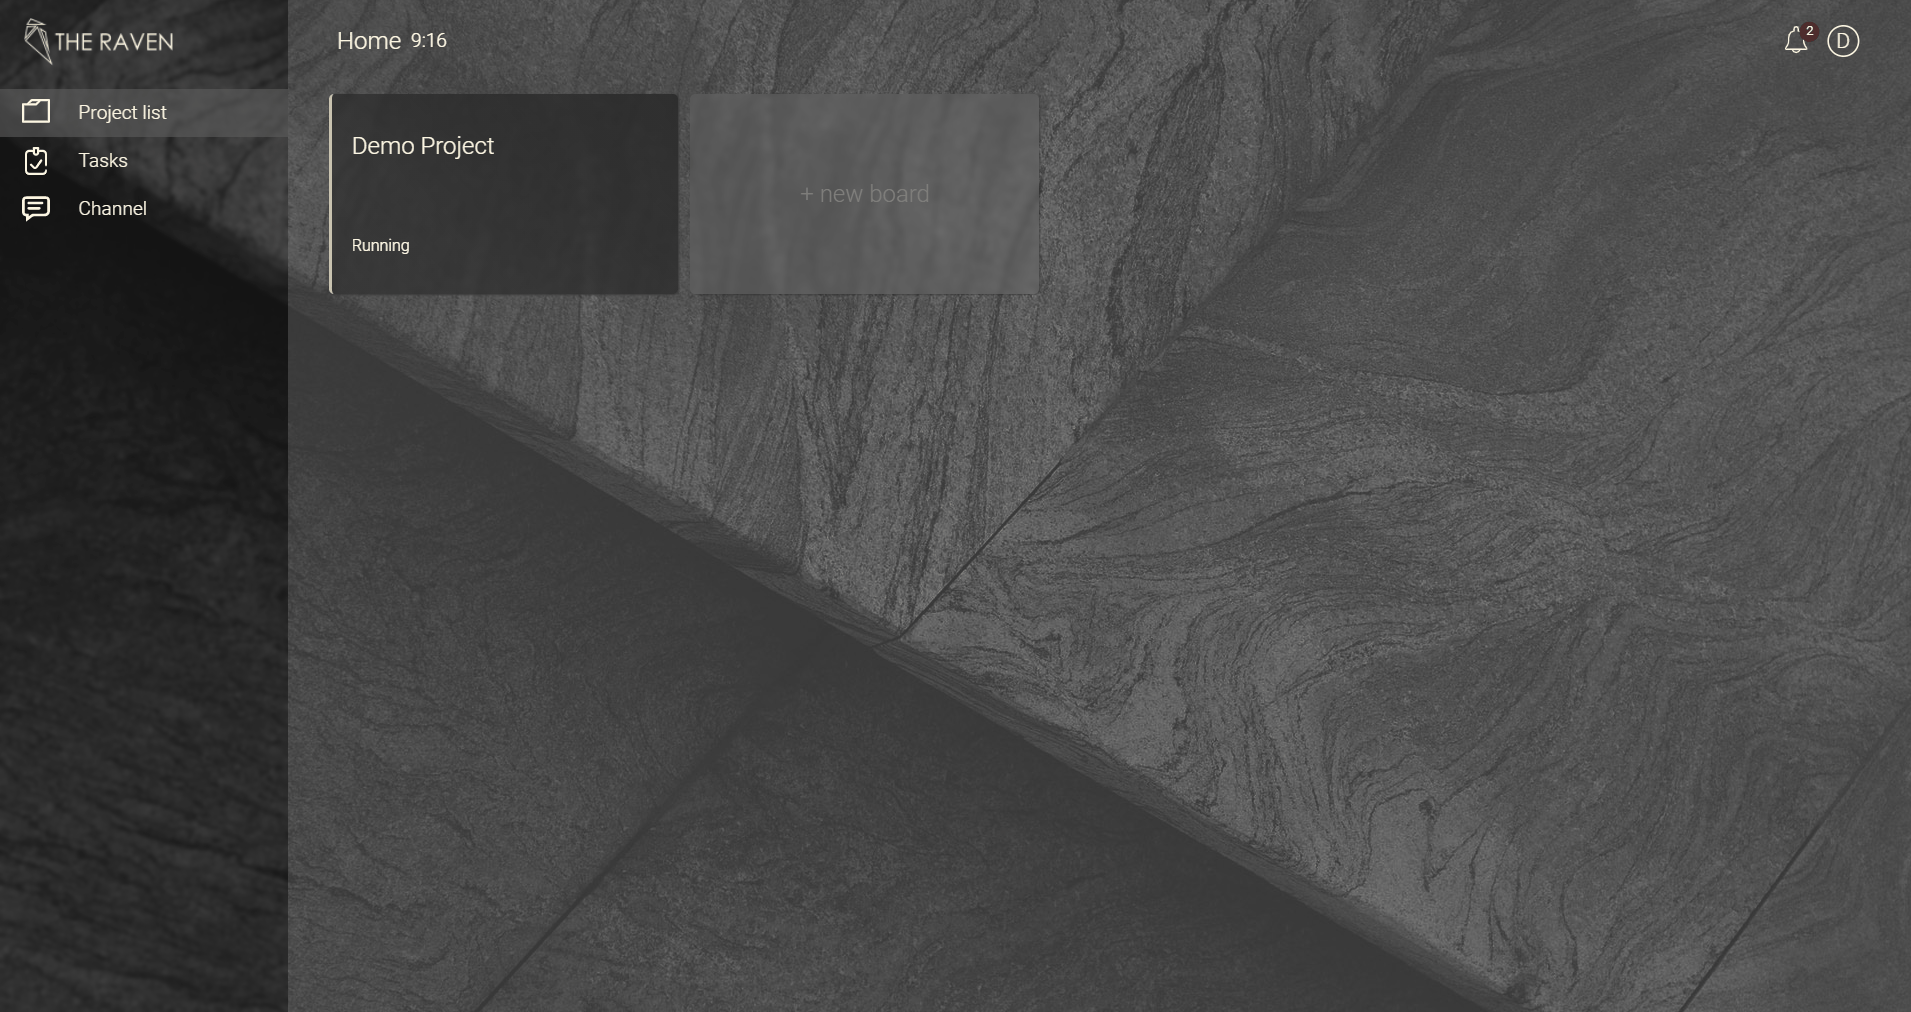 THE RAVEN
Home 9:16
2
D
Project list
Tasks
Channel
Demo Project
Running
+ new board